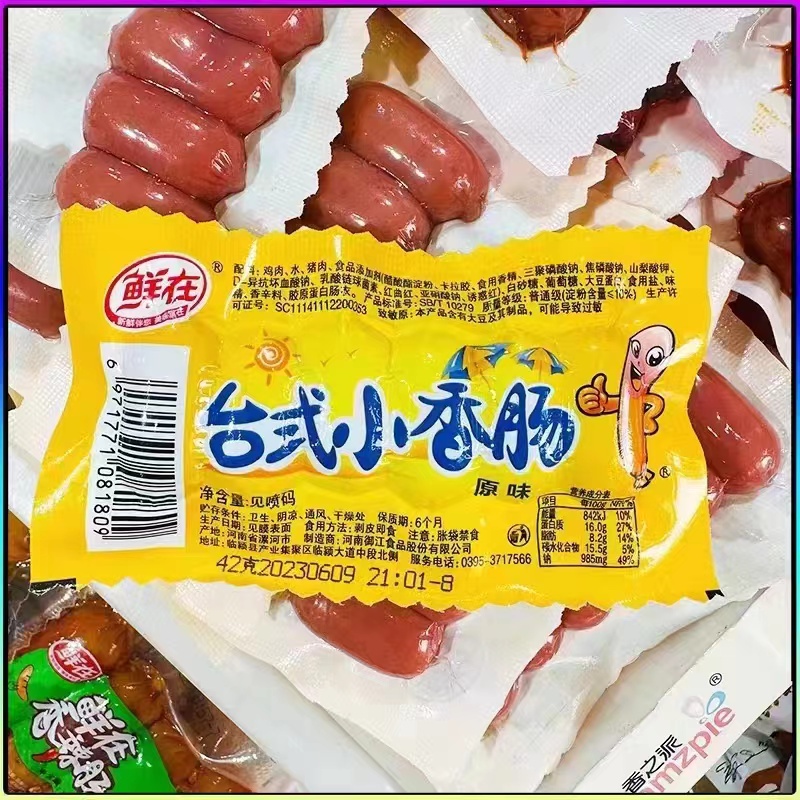 鲜在
®
配料：鸡肉、水、猪肉、食品添加剂(醋酸酯淀粉、卡拉胶、食用香精、三聚磷酸钠、焦磷酸钠、山梨酸钾、
D-异抗坏血酸钠、乳酸链球菌素、红曲红、亚硝酸钠、诱惑红)、白砂糖、葡萄糖、大豆蛋白、食用盐、味
精、香辛料、胶原蛋白肠衣。产品标准号：SB/T 10279 质量等级：普通级(淀粉含量≤10%) 生产许
可证号：SC11141112200363 致敏原：本产品含有大豆及其制品，可能导致过敏
6 971771 081809
台式小香肠
原味
®
净含量：见喷码
贮存条件：卫生、阴凉、通风、干燥处 保质期：6个月
生产日期：见膜表面 食用方法：剥皮即食 注意：胀袋禁食
产地：河南省漯河市 制造商：河南御江食品股份有限公司
地址：临颍县产业集聚区临颍大道中段北侧 服务电话：0395-3717566
营养成分表
项目 每100g NRV%
能量 842kJ 10%
蛋白质 16.0g 27%
脂肪 8.2g 14%
碳水化合物 15.5g 5%
钠 985mg 49%
42克20230609 21:01-8
鲜在
鲜在
®
香之派
mzpie